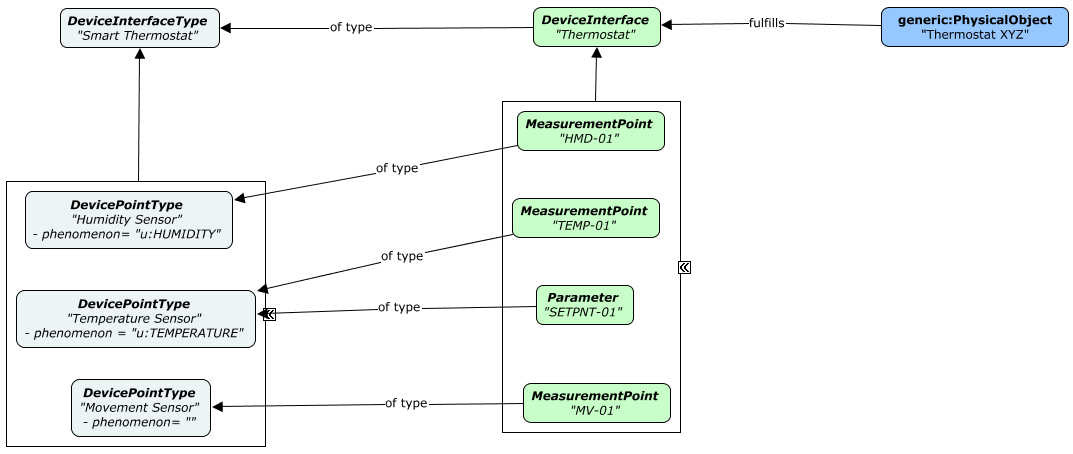 DeviceInterfaceType
"Smart Thermostat"
of type
DeviceInterface
"Thermostat"
fulfills
generic:PhysicalObject
"Thermostat XYZ"
MeasurementPoint
"HMD-01"
of type
DevicePointType
"Humidity Sensor"
- phenomenon= "u:HUMIDITY"
MeasurementPoint
"TEMP-01"
of type
DevicePointType
"Temperature Sensor"
- phenomenon = "u:TEMPERATURE"
of type
Parameter
"SETPNT-01"
DevicePointType
"Movement Sensor"
- phenomenon= ""
of type
MeasurementPoint
"MV-01"